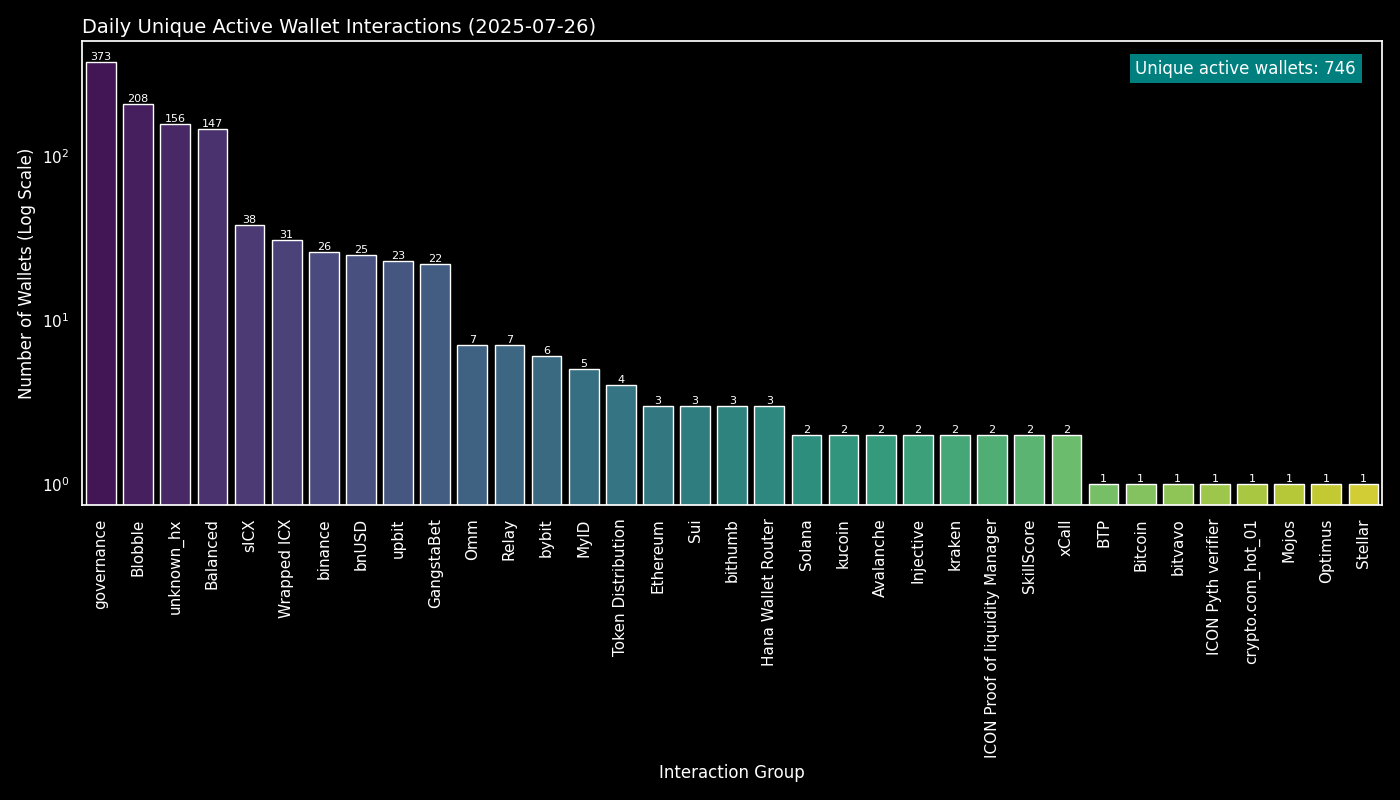 Daily Unique Active Wallet Interactions (2025-07-26)
Unique active wallets: 746
Number of Wallets (Log Scale)
10²
10¹
10⁰
373
208
156
147
38
31
26
25
23
22
7
7
6
5
4
3
3
3
3
2
2
2
2
2
2
2
2
1
1
1
1
1
1
1
1
governance
Blobble
unknown_hx
Balanced
sICX
Wrapped ICX
binance
bnUSD
upbit
GangstaBet
Omm
Relay
bybit
MyID
Token Distribution
Ethereum
Sui
bithumb
Hana Wallet Router
Solana
kucoin
Avalanche
Injective
kraken
ICON Proof of liquidity Manager
SkillScore
xCall
BTP
Bitcoin
bitvavo
ICON Pyth verifier
crypto.com_hot_01
Mojos
Optimus
Stellar
Interaction Group